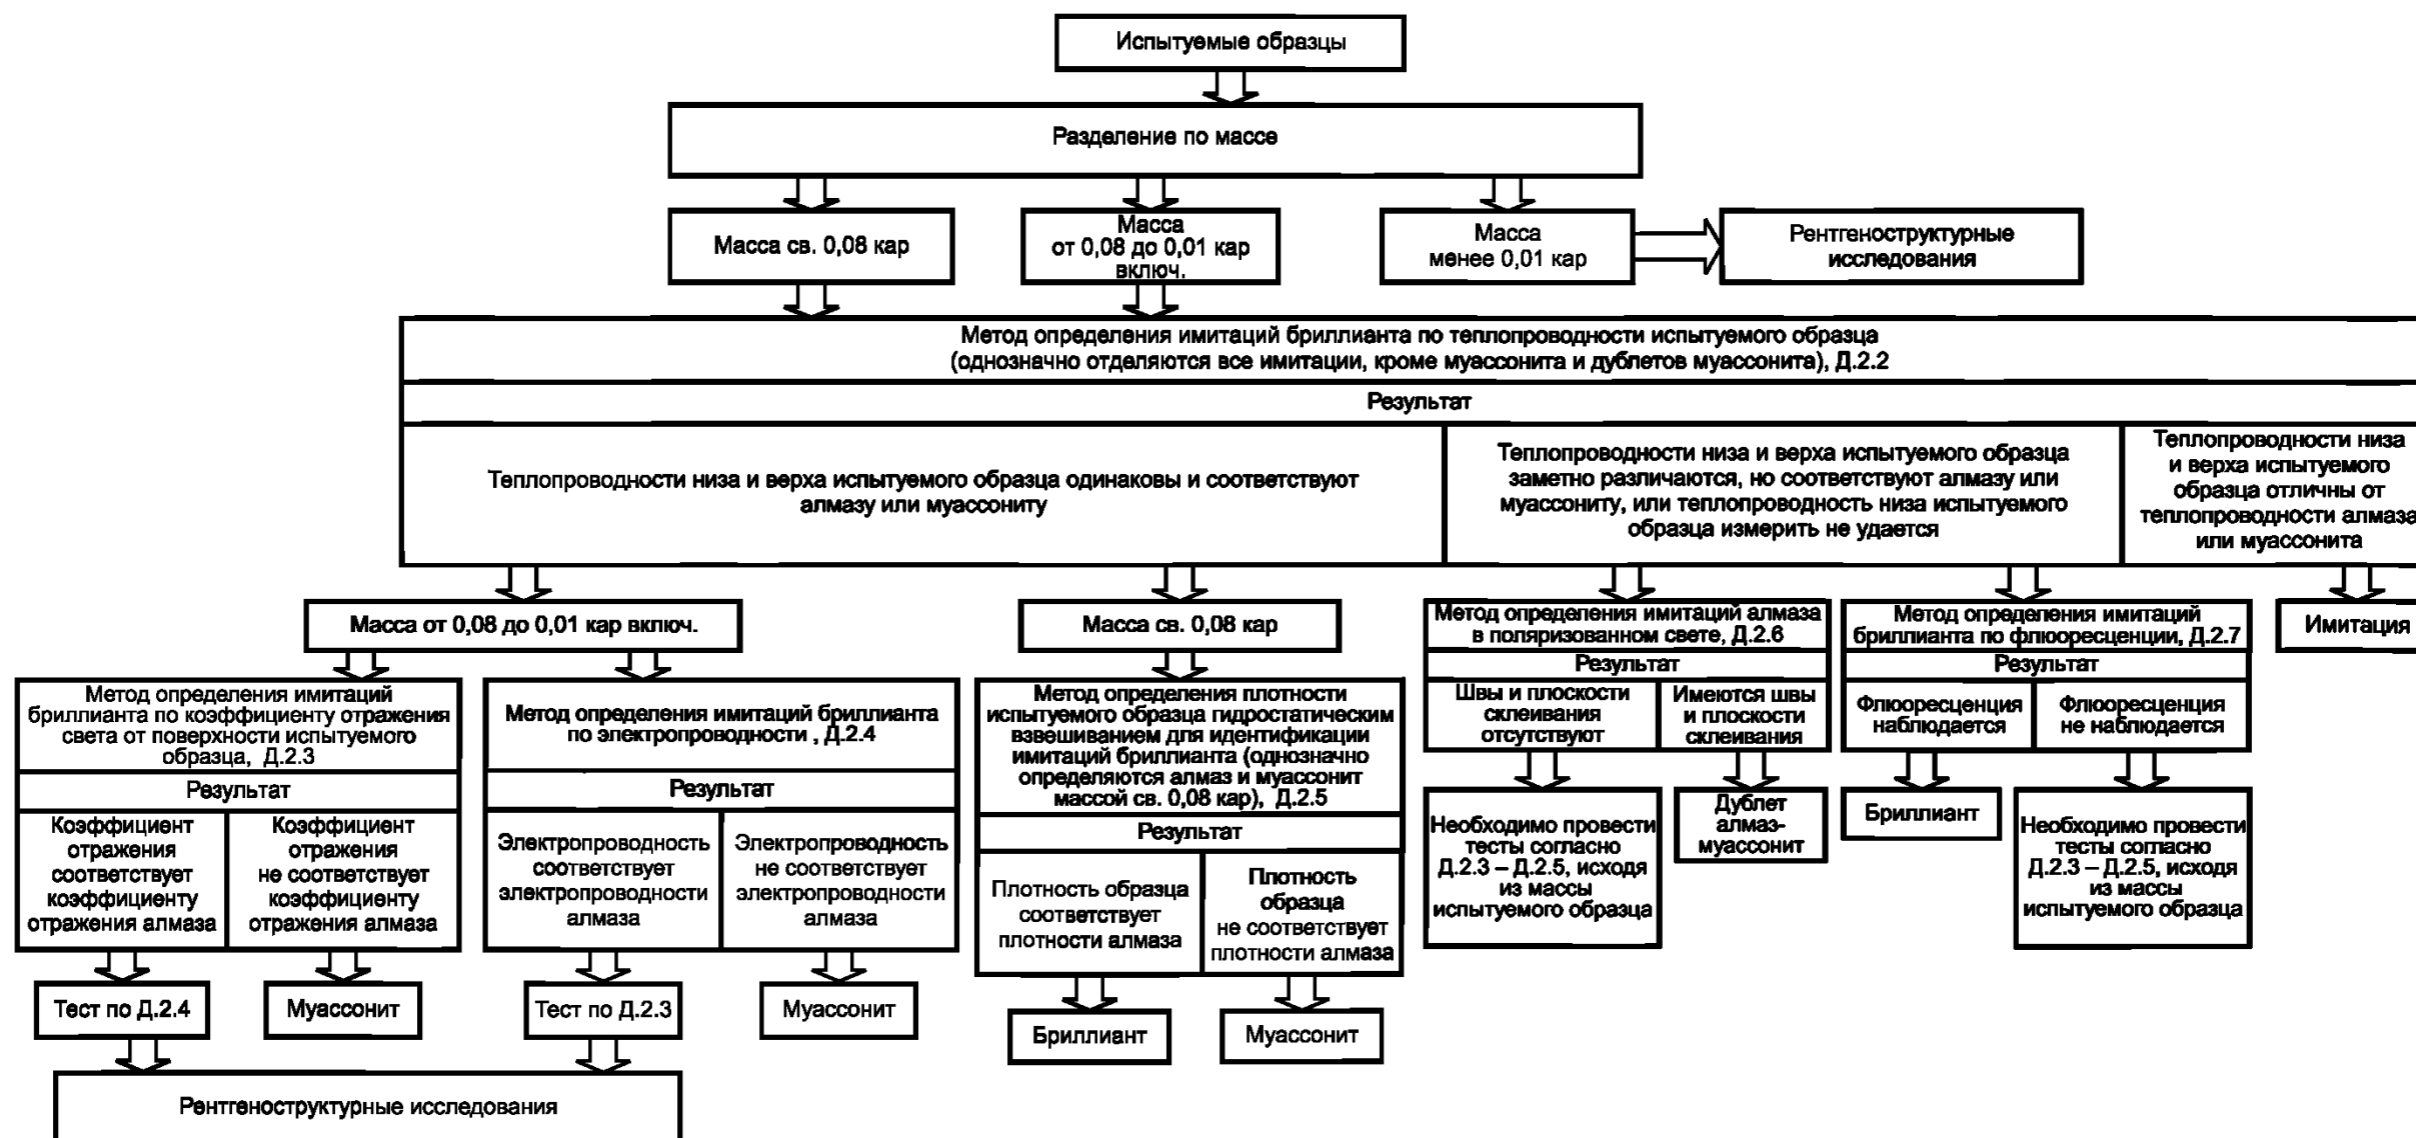 Испытуемые образцы
Разделение по массе
Масса св. 0,08 кар
Масса
от 0,08 до 0,01 кар
включ.
Масса
менее 0,01 кар
Рентгеноструктурные
исследования
Метод определения имитаций бриллианта по теплопроводности испытуемого образца
(однозначно отделяются все имитации, кроме муассонита и дублетов муассонита), Д.2.2
Результат
Теплопроводности низа и верха испытуемого образца одинаковы и соответствуют
алмазу или муассониту
Теплопроводности низа и верха испытуемого образца
заметно различаются, но соответствуют алмазу или
муассониту, или теплопроводность низа испытуемого
образца измерить не удается
Теплопроводности низа
и верха испытуемого
образца отличны от
теплопроводности алмаза
или муассонита
Масса от 0,08 до 0,01 кар включ.
Масса св. 0,08 кар
Метод определения имитаций алмаза
в поляризованном свете, Д.2.6
Результат
Швы и плоскости
склеивания
отсутствуют
Имеются швы
и плоскости
склеивания
Метод определения имитаций
бриллианта по флюоресценции, Д.2.7
Результат
Флюоресценция
наблюдается
Флюоресценция
не наблюдается
Имитация
Метод определения имитаций
бриллианта по коэффициенту отражения
света от поверхности испытуемого
образца, Д.2.3
Результат
Коэффициент
отражения
соответствует
коэффициенту
отражения алмаза
Коэффициент
отражения
не соответствует
коэффициенту
отражения алмаза
Метод определения имитаций бриллианта
по электропроводности , Д.2.4
Результат
Электропроводность
соответствует
электропроводности
алмаза
Электропроводность
не соответствует
электропроводности
алмаза
Метод определения плотности
испытуемого образца гидростатическим
взвешиванием для идентификации
имитаций бриллианта (однозначно
определяются алмаз и муассонит
массой св. 0,08 кар), Д.2.5
Результат
Плотность образца
соответствует
плотности алмаза
Плотность
образца
не соответствует
плотности алмаза
Необходимо провести
тесты согласно
Д.2.3 – Д.2.5, исходя
из массы
испытуемого образца
Дублет
алмаз-
муассонит
Бриллиант
Необходимо провести
тесты согласно
Д.2.3 – Д.2.5, исходя
из массы
испытуемого образца
Тест по Д.2.4
Муассонит
Тест по Д.2.3
Муассонит
Бриллиант
Муассонит
Рентгеноструктурные исследования